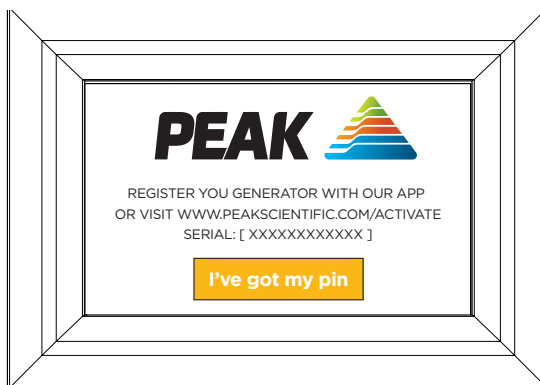 PEAK
REGISTER YOU GENERATOR WITH OUR APP
OR VISIT WWW.PEAKSCIENTIFIC.COM/ACTIVATE
SERIAL: [ XXXXXXXXXXXX ]
I've got my pin